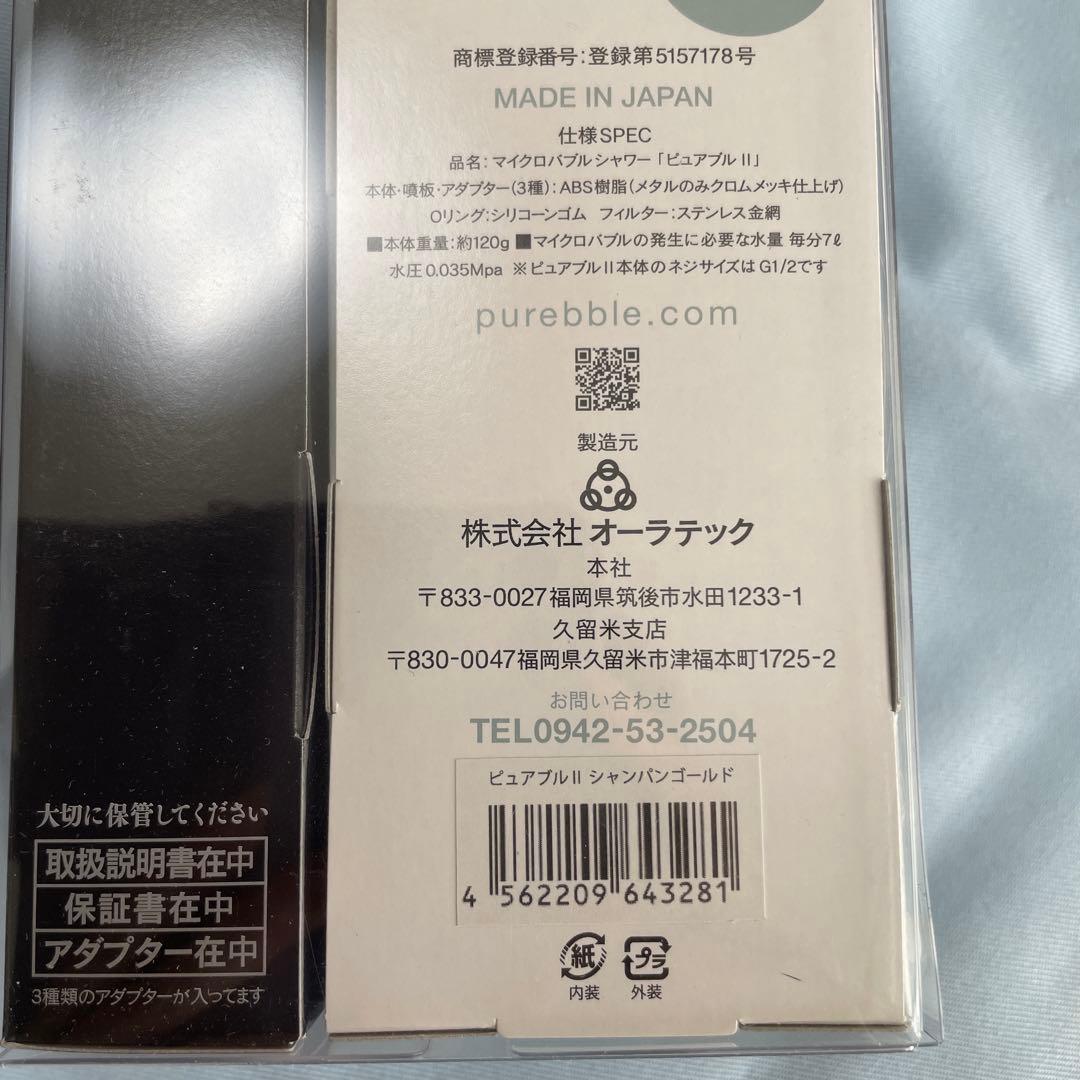 商標登録番号:登録第5157178号
MADE IN JAPAN
仕様SPEC
品名:マイクロバブルシャワー「ピュアブルⅡ」
本体・噴板・アダプター(3種):ABS樹脂(メタルのみクロムメッキ仕上げ)
Oリング:シリコーンゴム フィルター:ステンレス金網
■本体重量:約120g ■マイクロバブルの発生に必要な水量 毎分7ℓ
水圧0.035Mpa ※ピュアブルⅡ本体のネジサイズはG1/2です
purebble.com
製造元
株式会社 オーラテック
本社
〒833-0027福岡県筑後市水田1233-1
久留米支店
〒830-0047福岡県久留米市津福本町1725-2
お問い合わせ
TEL0942-53-2504
ピュアブルⅡ シャンパンゴールド
4 562209 643281
紙
内装
プラ
外装
大切に保管してください
取扱説明書在中
保証書在中
アダプター在中
3種類のアダプターが入ってます